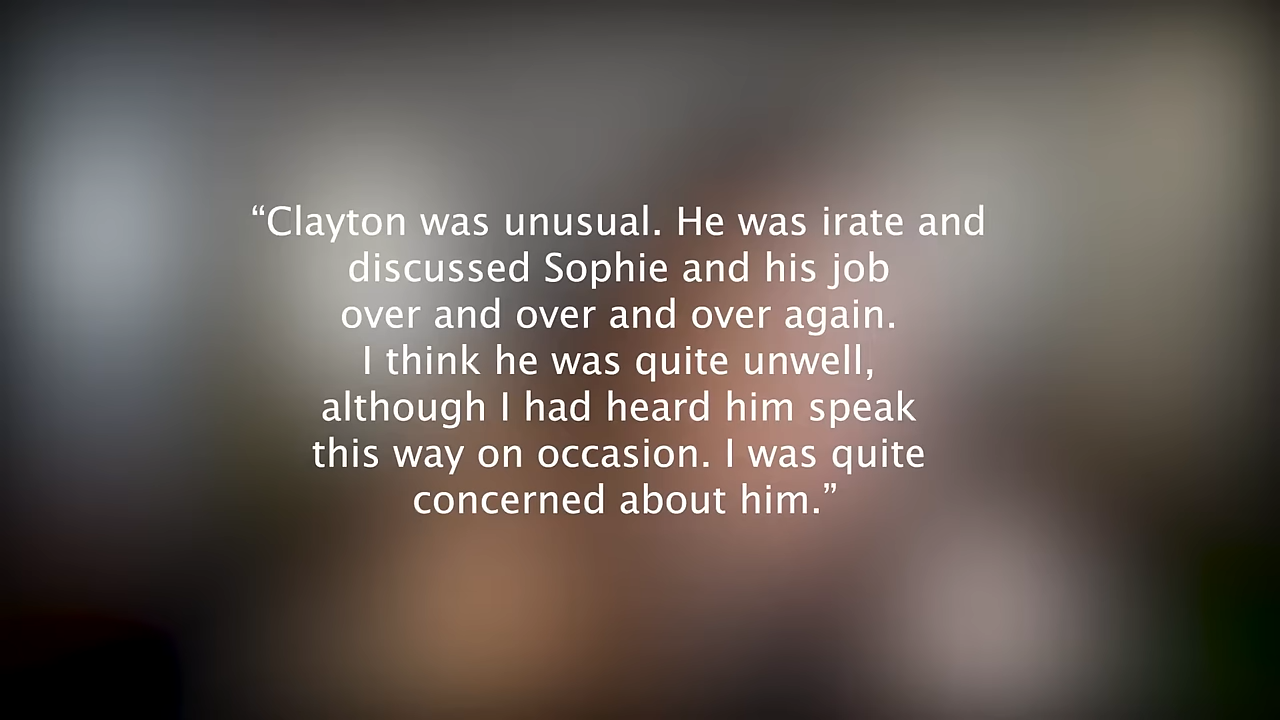 “Clayton was unusual. He was irate and
discussed Sophie and his job
over and over and over again.
I think he was quite unwell,
although I had heard him speak
this way on occasion. I was quite
concerned about him.”